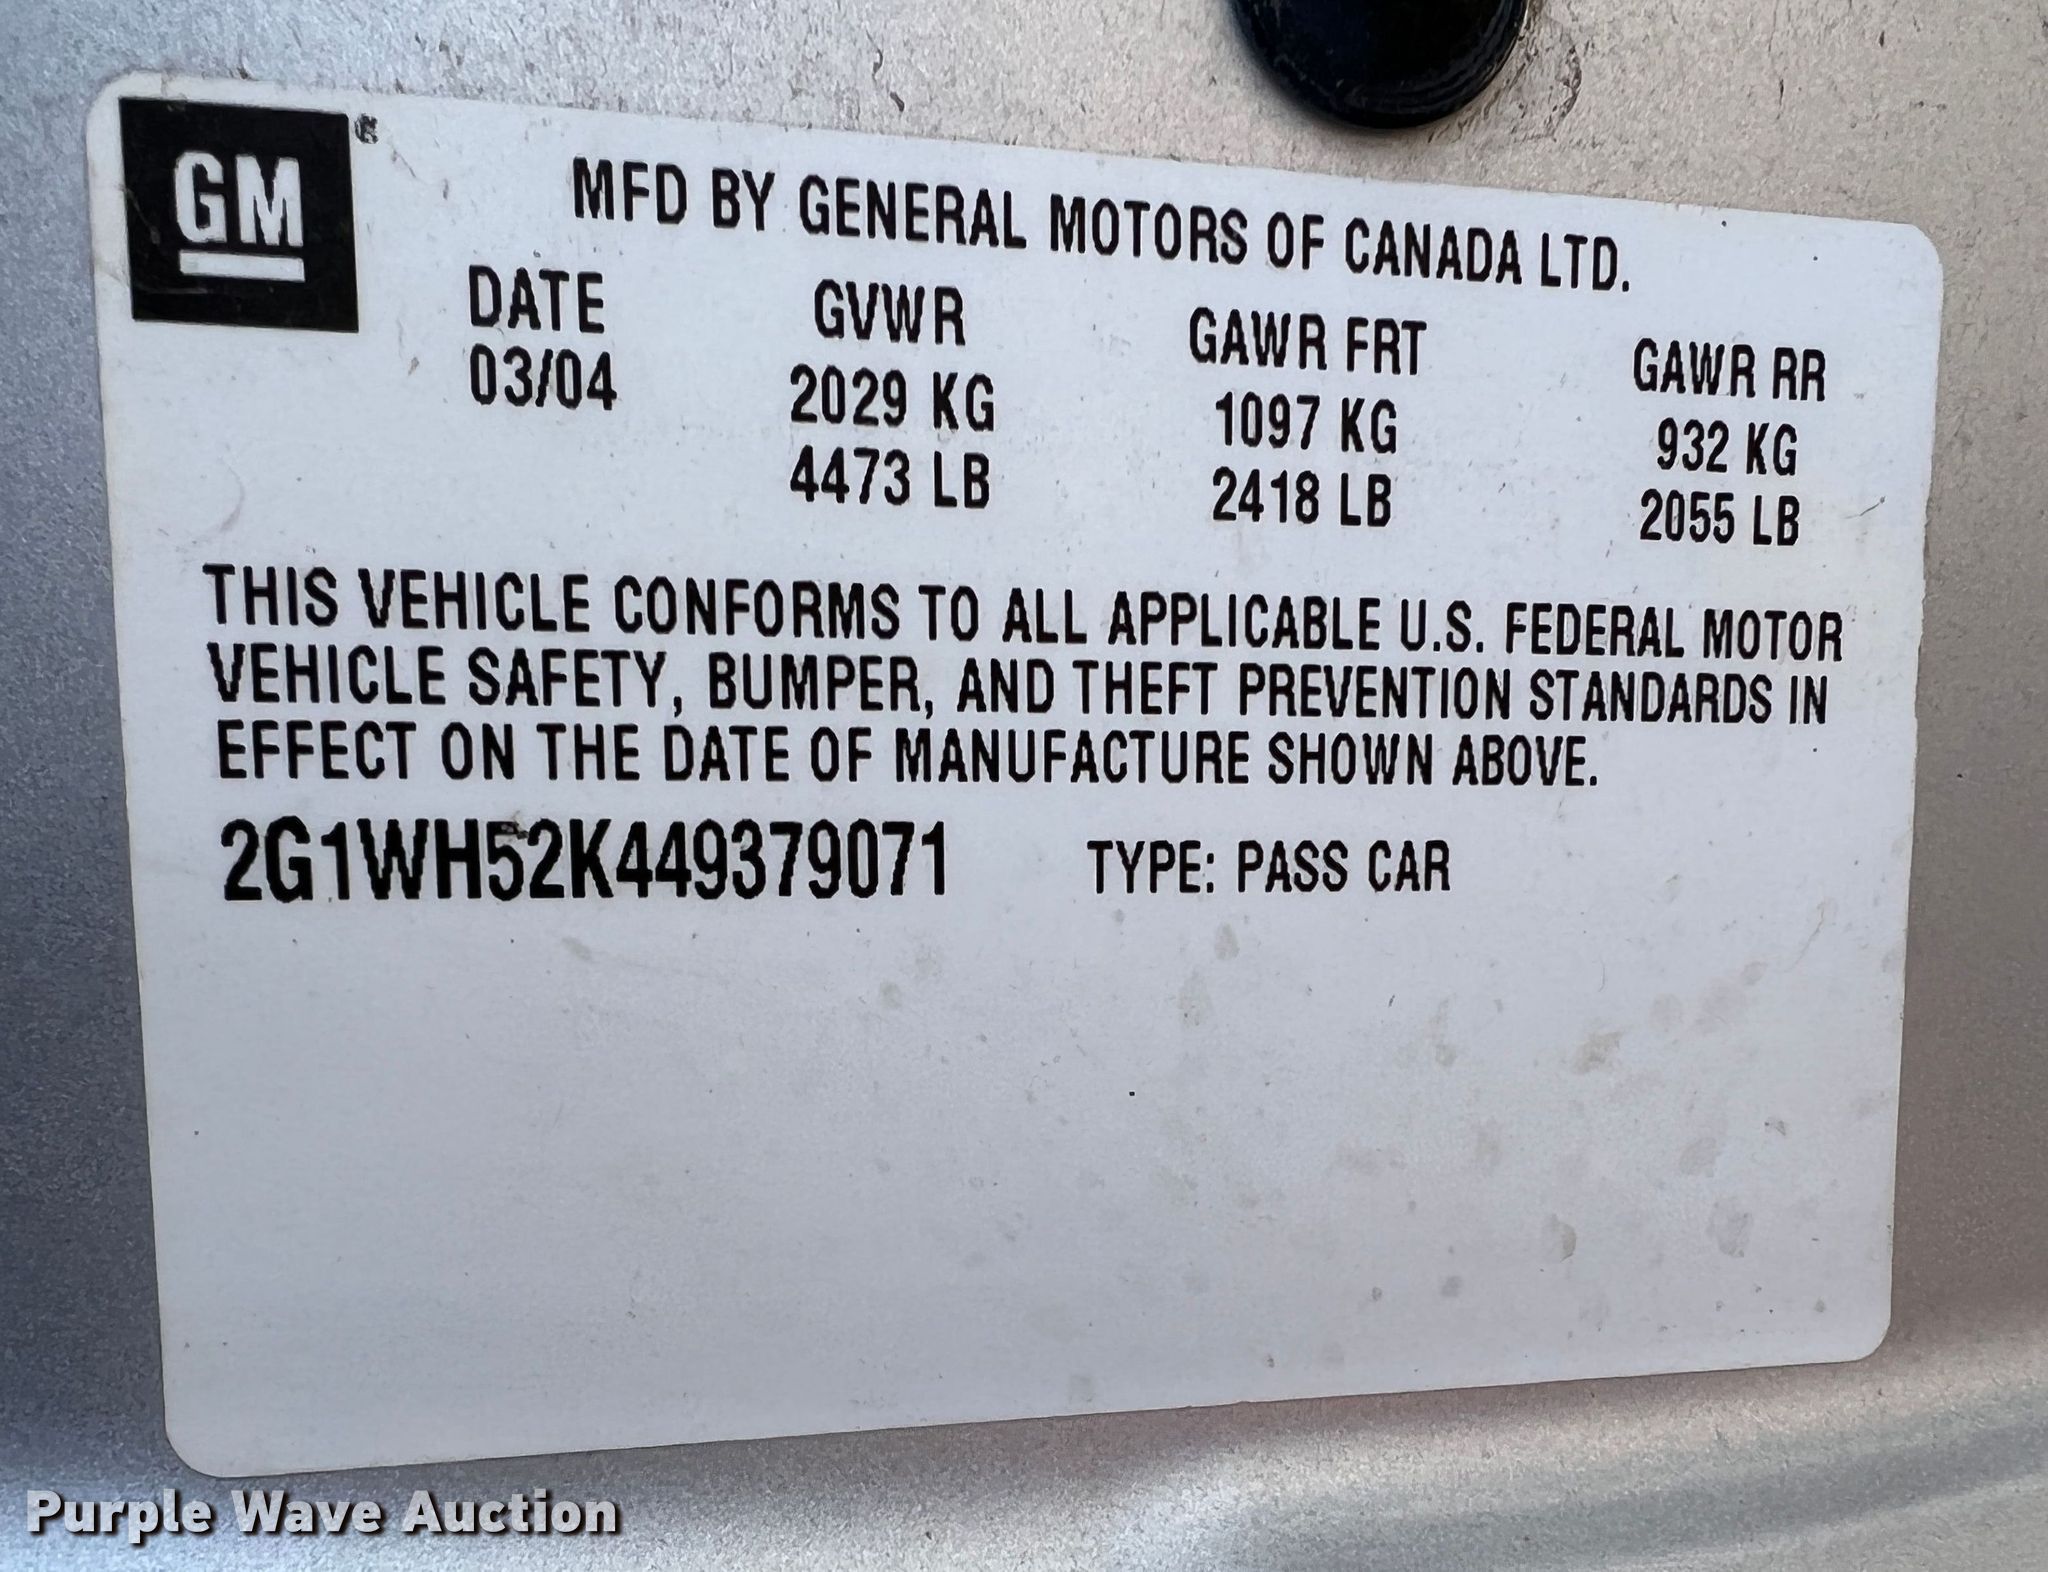 GM
MFD BY GENERAL MOTORS OF CANADA LTD.
DATE GVWR GAWR FRT GAWR RR
03/04 2029 KG 1097 KG 932 KG
4473 LB 2418 LB 2055 LB
THIS VEHICLE CONFORMS TO ALL APPLICABLE U.S. FEDERAL MOTOR
VEHICLE SAFETY, BUMPER, AND THEFT PREVENTION STANDARDS IN
EFFECT ON THE DATE OF MANUFACTURE SHOWN ABOVE.
2G1WH52K449379071 TYPE: PASS CAR
Purple Wave Auction